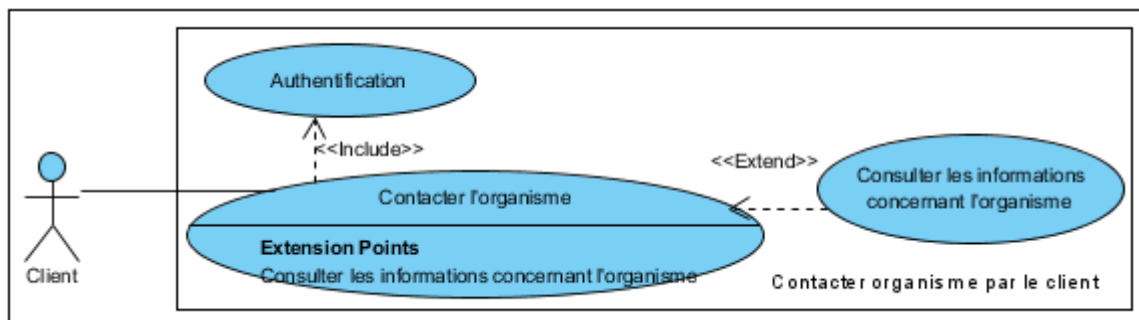 Authentification
<<Include>>
<<Extend>>
Consulter les informations
concernant l'organisme
Contacter l'organisme
Extension Points
Consulter les informations concernant l'organisme
Client
Contacter organisme par le client